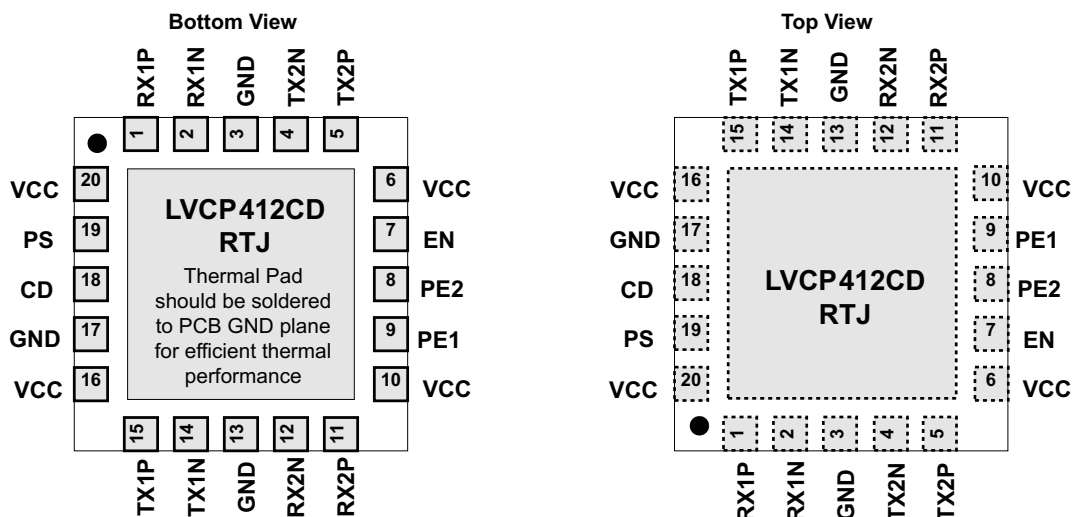 Bottom View
RX1P
RX1N
GND
TX2N
TX2P
1
2
3
4
5
VCC
20
6
VCC
PS
19
7
EN
CD
18
8
PE2
GND
17
9
PE1
VCC
16
10
VCC
LVCP412CD
RTJ
Thermal Pad
should be soldered
to PCB GND plane
for efficient thermal
performance
15
14
13
12
11
TX1P
TX1N
GND
RX2N
RX2P
Top View
TX1P
TX1N
GND
RX2N
RX2P
15
14
13
12
11
VCC
16
10
VCC
GND
17
9
PE1
CD
18
8
PE2
PS
19
7
EN
VCC
20
6
VCC
LVCP412CD
RTJ
1
2
3
4
5
RX1P
RX1N
GND
TX2N
TX2P